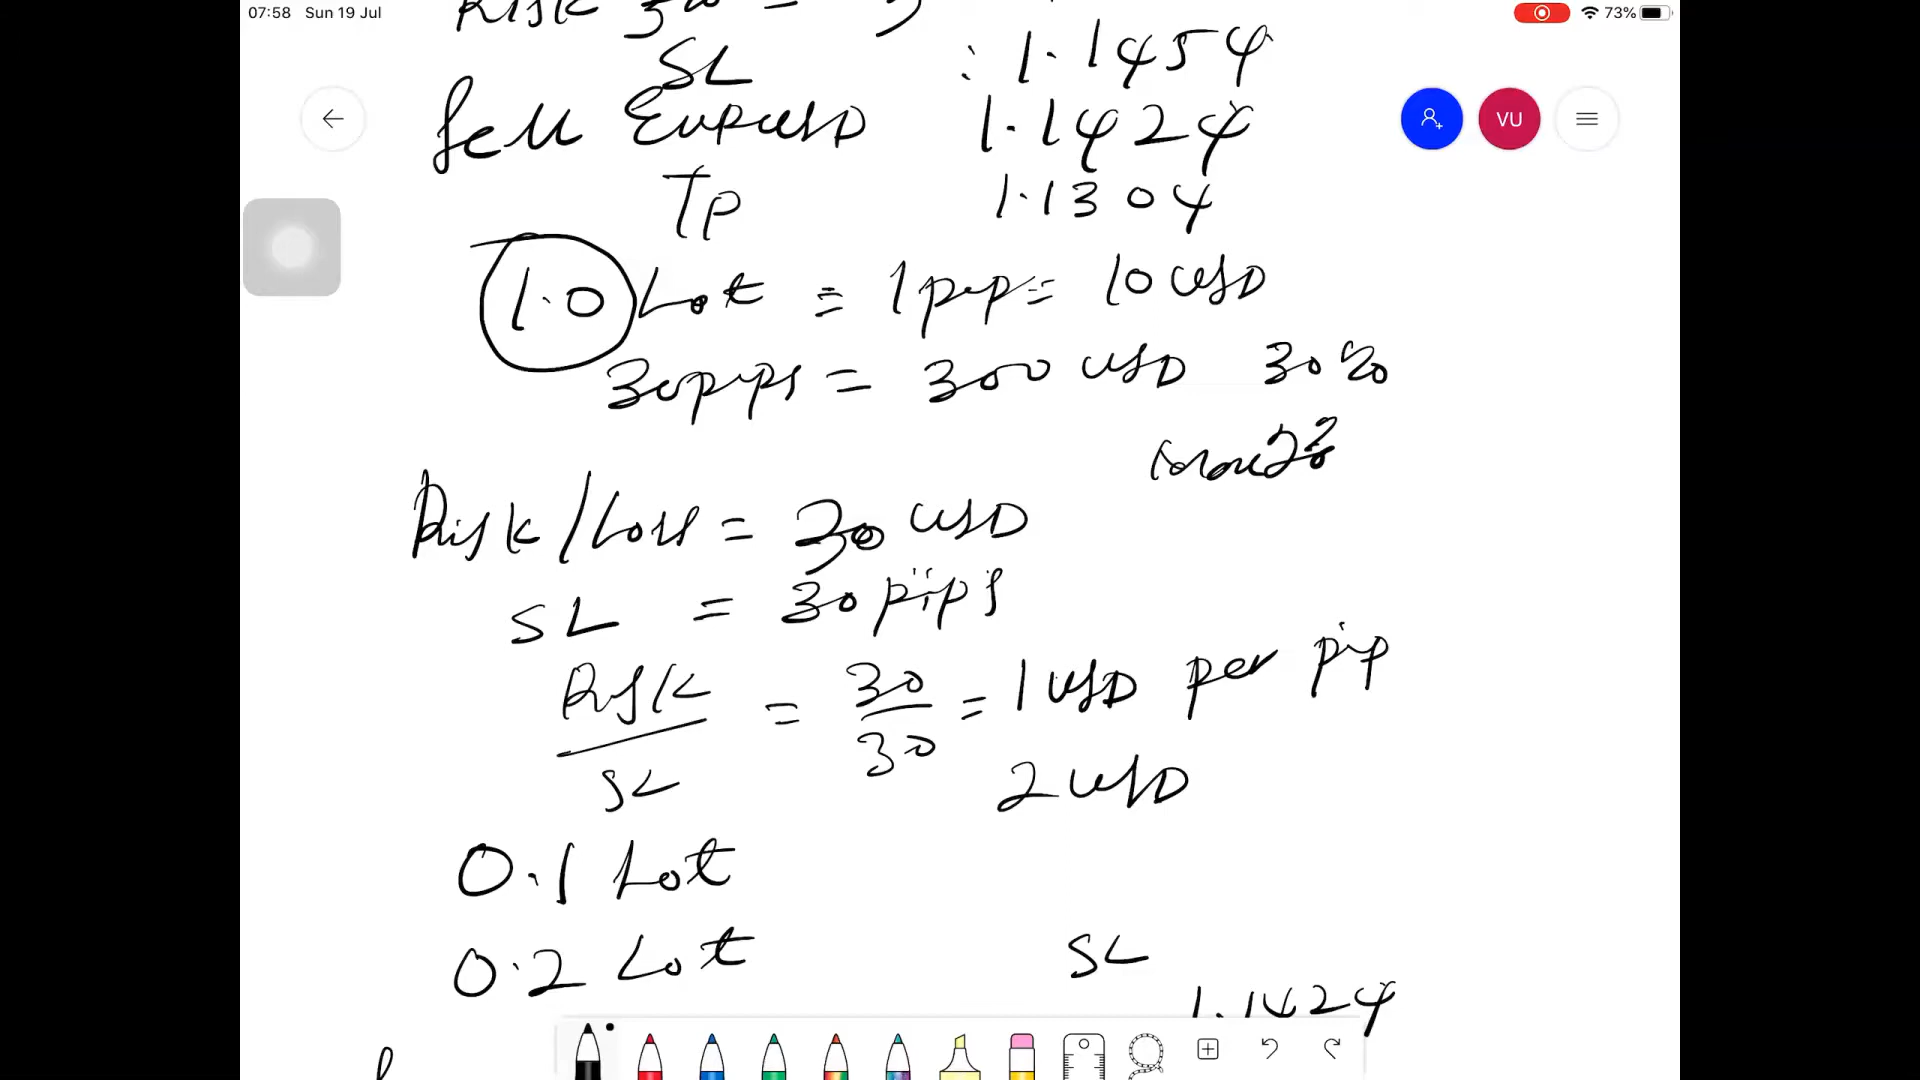 07:58 Sun 19 Jul 73%
Risk
SL : 1.1454
Sell EURUSD 1.1424
VU
TP 1.1304
1.0 Lot = 1 pip = 10 USD
30 pips = 300 USD 30%
2%
Risk/Loss = 30 USD
SL = 30 pips
Risk/SL = 30/30 = 1 USD per pip
2 USD
0.1 Lot
0.2 Lot
SL
1.1424